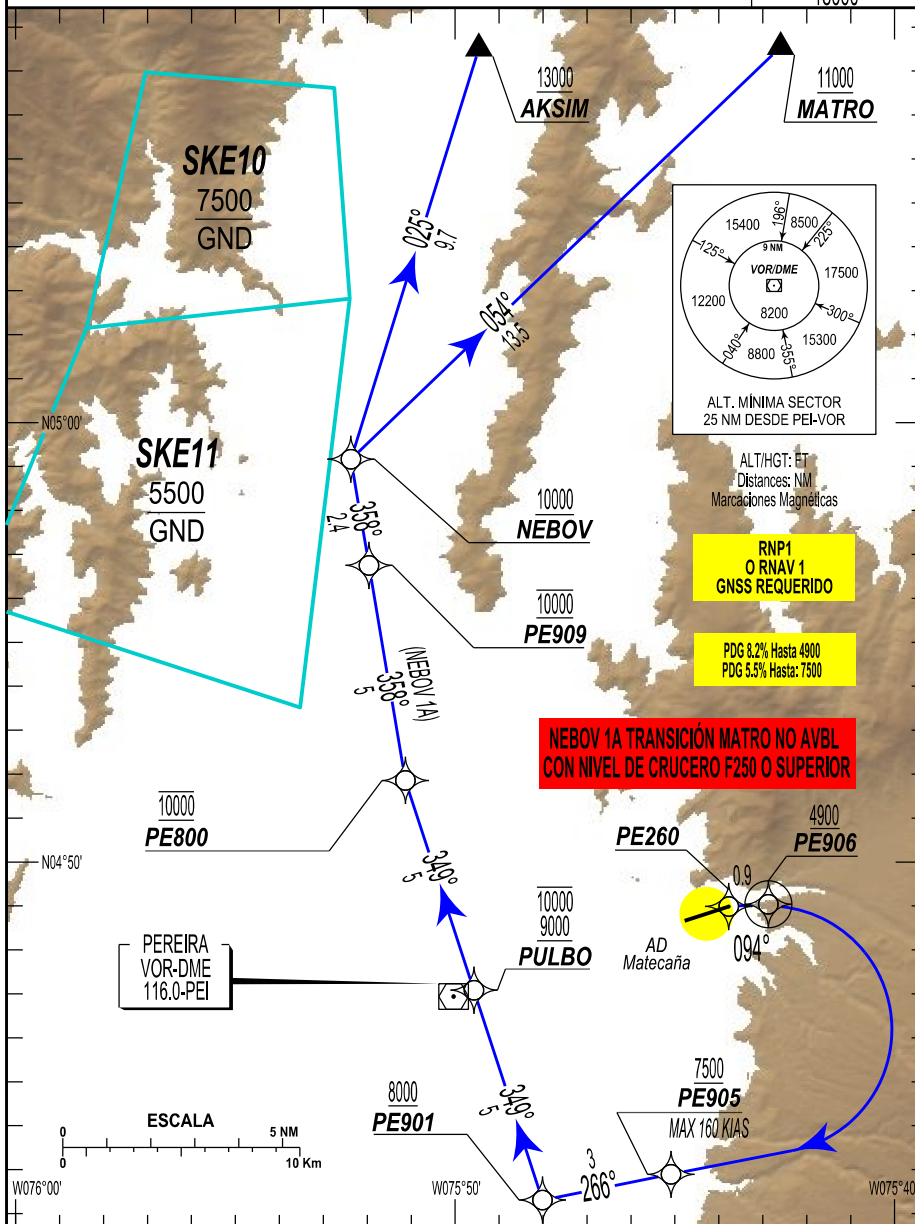 13000
AKSIM
11000
MATRO
SKE10
7500
GND
025°
9.7
054°
13.5
15400
196°
8500
225°
125°
9 NM
VOR/DME
17500
12200
8200
300°
040°
8800
355°
15300
ALT. MÍNIMA SECTOR
25 NM DESDE PEI-VOR
N05°00'
SKE11
5500
GND
ALT/HGT: FT
Distances: NM
Marcaciones Magnéticas
10000
NEBOV
358°
2.4
RNP1
O RNAV 1
GNSS REQUERIDO
10000
PE909
PDG 8.2% Hasta 4900
PDG 5.5% Hasta: 7500
(NEBOV 1A)
358°
5
NEBOV 1A TRANSICIÓN MATRO NO AVBL
CON NIVEL DE CRUCERO F250 O SUPERIOR
10000
PE800
4900
PE906
PE260
N04°50'
349°
5
0.9
094°
AD
Matecaña
10000
9000
PULBO
PEREIRA
VOR-DME
116.0-PEI
7500
PE905
MAX 160 KIAS
8000
PE901
349°
5
3
266°
ESCALA
0 5 NM
0 10 Km
W076°00' W075°50' W075°40'